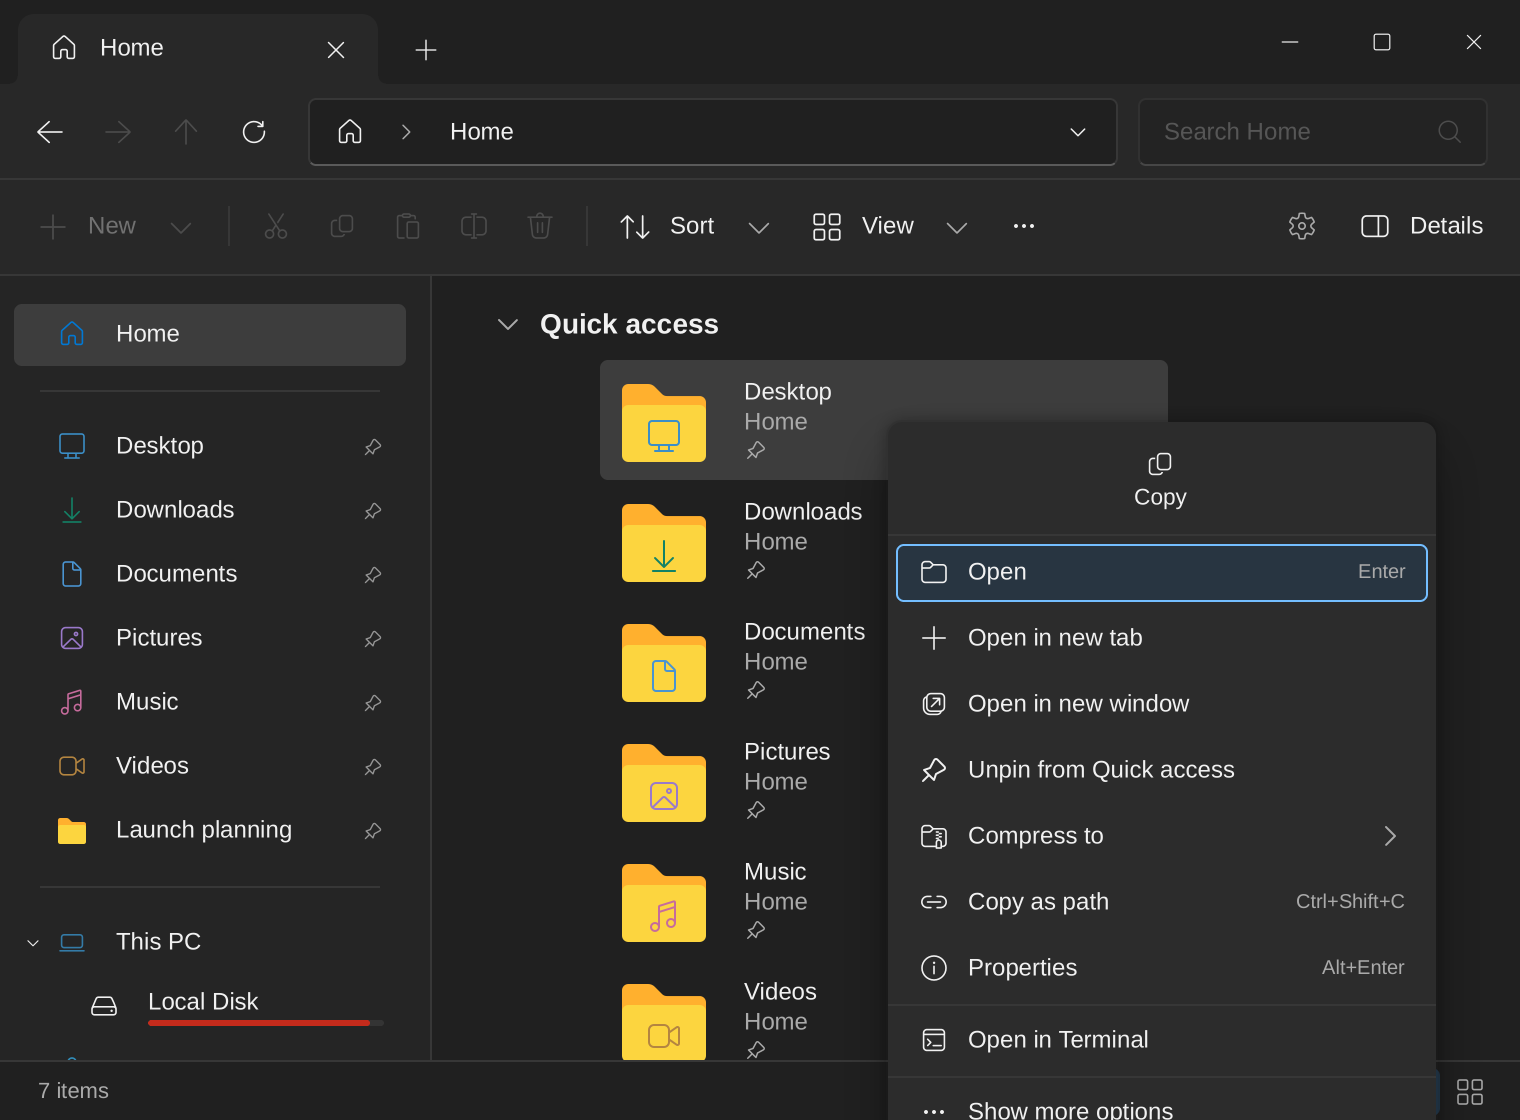 Home
Home
Search Home
New
Sort
View
Details
Home
Desktop
Downloads
Documents
Pictures
Music
Videos
Launch planning
This PC
Local Disk
Quick access
Desktop
Home
Downloads
Home
Documents
Home
Pictures
Home
Music
Home
Videos
Home
Copy
Open Enter
Open in new tab
Open in new window
Unpin from Quick access
Compress to
Copy as path Ctrl+Shift+C
Properties Alt+Enter
Open in Terminal
Show more options
7 items